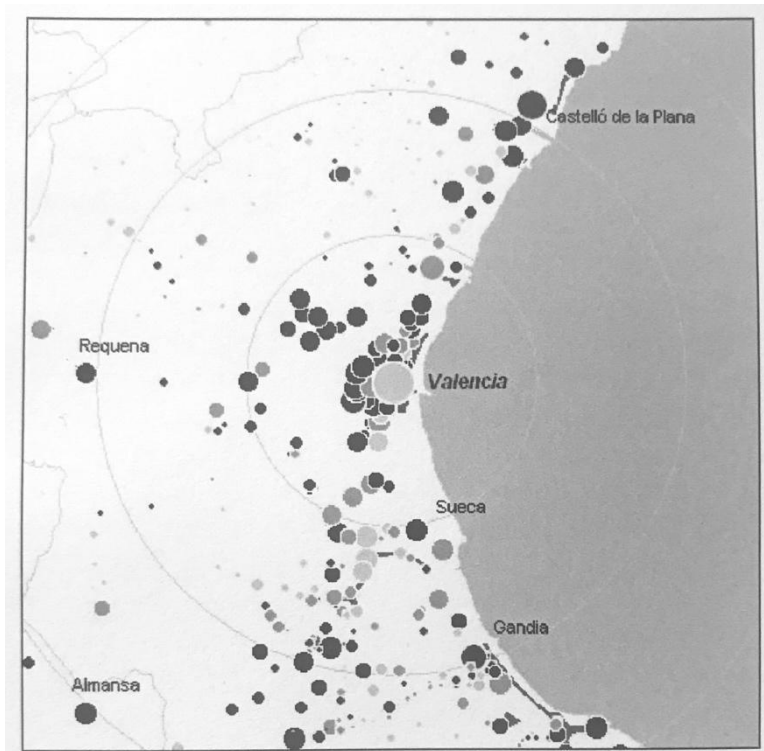 Castelló de la Plana
Requena
Valencia
Sueca
Gandia
Almansa